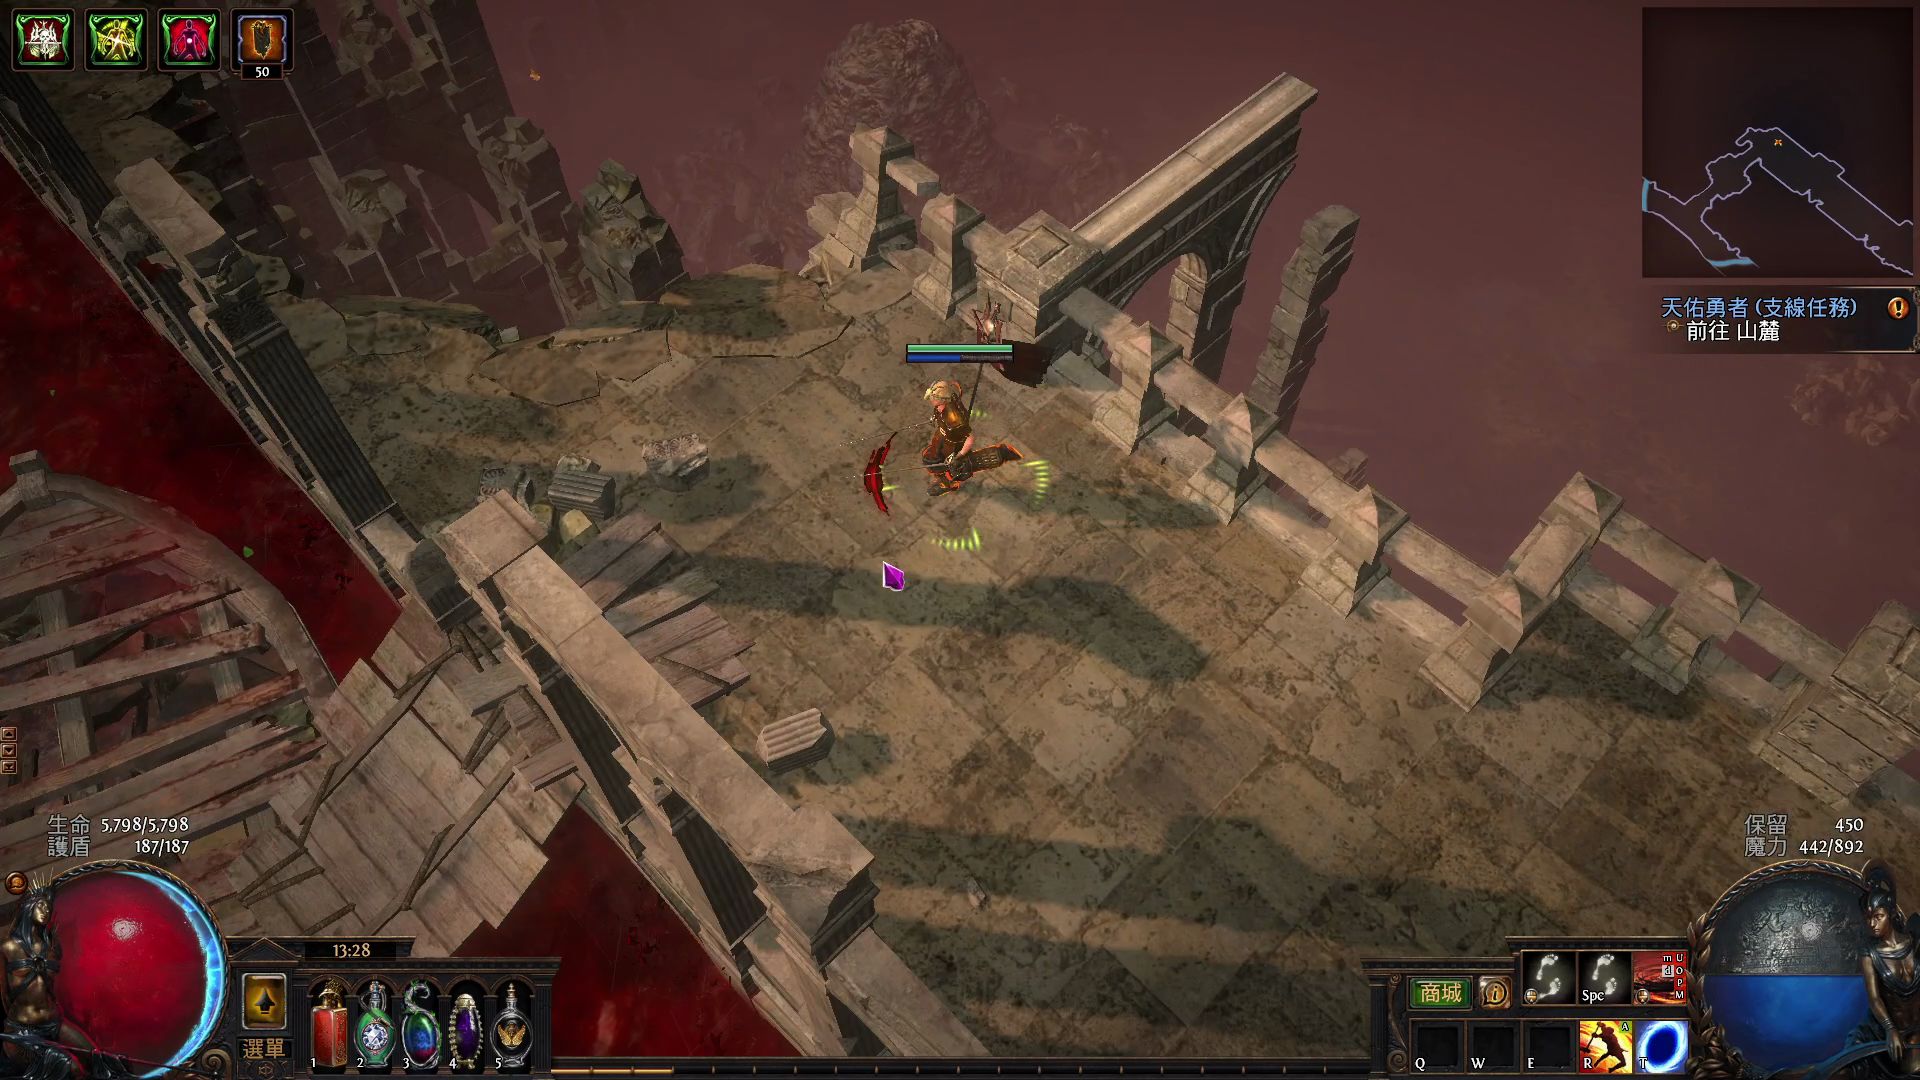 50
天佑勇者 (支線任務)
前往 山麓
生命 5,798/5,798
護盾 187/187
保留 450
魔力 442/892
13:28
選單
1
2
3
4
5
商城
Spc
m U
d O
P
M
Q
W
E
R
A
T